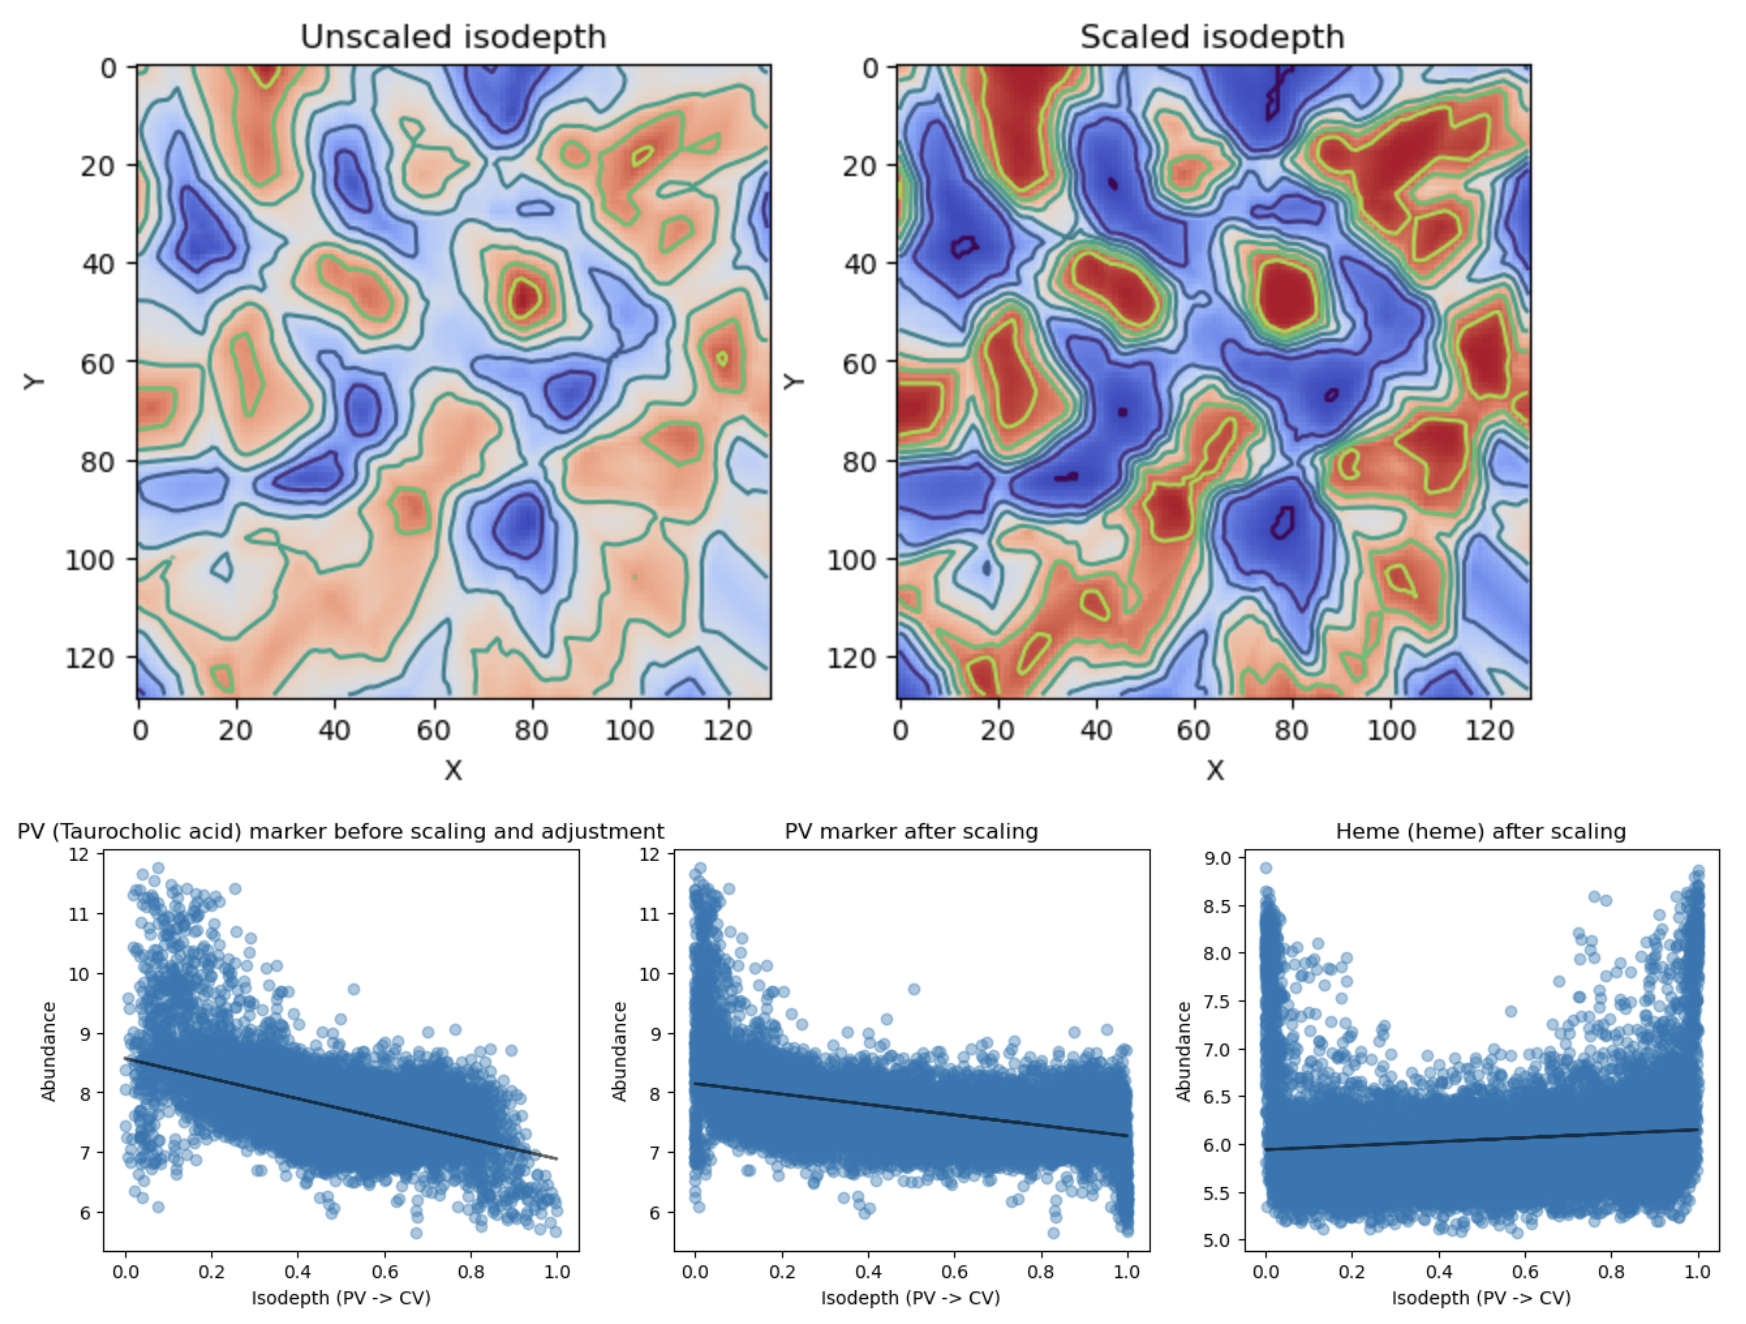 Unscaled isodepth
0
20
40
60
80
100
120
Y
0 20 40 60 80 100 120
X
Scaled isodepth
0
20
40
60
80
100
120
Y
0 20 40 60 80 100 120
X
PV (Taurocholic acid) marker before scaling and adjustment
12
11
10
9
8
7
6
Abundance
0.0 0.2 0.4 0.6 0.8 1.0
Isodepth (PV -> CV)
PV marker after scaling
12
11
10
9
8
7
6
Abundance
0.0 0.2 0.4 0.6 0.8 1.0
Isodepth (PV -> CV)
Heme (heme) after scaling
9.0
8.5
8.0
7.5
7.0
6.5
6.0
5.5
5.0
Abundance
0.0 0.2 0.4 0.6 0.8 1.0
Isodepth (PV -> CV)